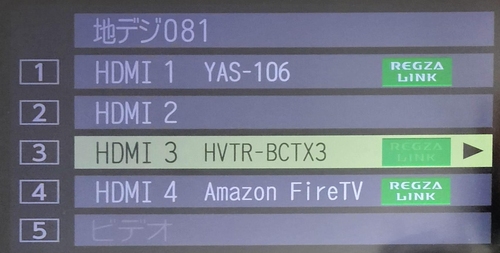 地デジ081
1 HDMI 1 YAS-106 REGZA LINK
2 HDMI 2
3 HDMI 3 HVTR-BCTX3 REGZA LINK ▶
4 HDMI 4 Amazon FireTV REGZA LINK
5 ビデオ